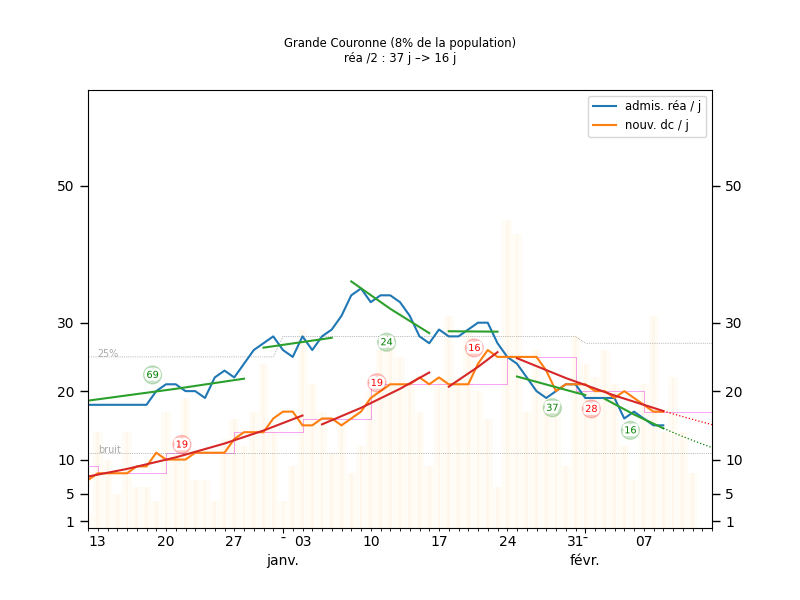 Grande Couronne (8% de la population)
réa /2 : 37 j –> 16 j
admis. réa / j
nouv. dc / j
50 50
30 30
25%
24
16
69
19
20 20
37
28
16
19
bruit
10 10
5 5
1 1
13 20 27 - 03 10 17 24 31- 07
janv. févr.